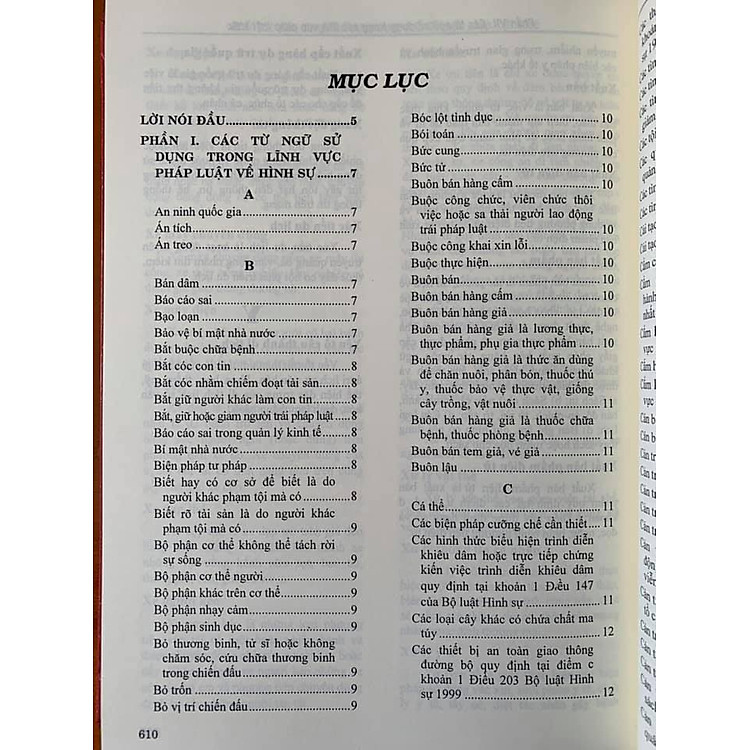 MỤC LỤC
LỜI NÓI ĐẦU..........5
PHẦN I. CÁC TỪ NGỮ SỬ
DỤNG TRONG LĨNH VỰC
PHÁP LUẬT VỀ HÌNH SỰ..........7
A
An ninh quốc gia..........7
Án tích..........7
Án treo..........7
B
Bán dâm..........7
Báo cáo sai..........7
Bạo loạn..........7
Bảo vệ bí mật nhà nước..........7
Bắt buộc chữa bệnh..........7
Bắt cóc con tin..........8
Bắt cóc nhằm chiếm đoạt tài sản..........8
Bắt giữ người khác làm con tin..........8
Bắt, giữ hoặc giam người trái pháp luật..........8
Báo cáo sai trong quản lý kinh tế..........8
Bí mật nhà nước..........8
Biện pháp tư pháp..........8
Biết hay có cơ sở để biết là do
người khác phạm tội mà có..........8
Biết rõ tài sản là do người khác
phạm tội mà có..........9
Bộ phận cơ thể không thể tách rời
sự sống..........9
Bộ phận cơ thể người..........9
Bộ phận khác trên cơ thể..........9
Bộ phận nhạy cảm..........9
Bộ phận sinh dục..........9
Bỏ thương binh, tử sĩ hoặc không
chăm sóc, cứu chữa thương binh
trong chiến đấu..........9
Bỏ trốn..........9
Bỏ vị trí chiến đấu..........9
610
Bóc lột tình dục..........10
Bói toán..........10
Bức cung..........10
Bức tử..........10
Buôn bán hàng cấm..........10
Buộc công chức, viên chức thôi
việc hoặc sa thải người lao động
trái pháp luật..........10
Buộc công khai xin lỗi..........10
Buộc thực hiện..........10
Buôn bán..........10
Buôn bán hàng cấm..........10
Buôn bán hàng giả..........10
Buôn bán hàng giả là lương thực,
thực phẩm, phụ gia thực phẩm..........10
Buôn bán hàng giả là thức ăn dùng
để chăn nuôi, phân bón, thuốc thú
y, thuốc bảo vệ thực vật, giống
cây trồng, vật nuôi..........11
Buôn bán hàng giả là thuốc chữa
bệnh, thuốc phòng bệnh..........11
Buôn bán tem giả, vé giả..........11
Buôn lậu..........11
C
Cá thể..........11
Các biện pháp cưỡng chế cần thiết..........11
Các hình thức biểu hiện trình diễn
khiêu dâm hoặc trực tiếp chứng
kiến việc trình diễn khiêu dâm
quy định tại khoản 1 Điều 147
của Bộ luật Hình sự..........11
Các loại cây khác có chứa chất ma
túy..........12
Các thiết bị an toàn giao thông
đường bộ quy định tại điểm c
khoản 1 Điều 203 Bộ luật Hình
sự 1999..........12